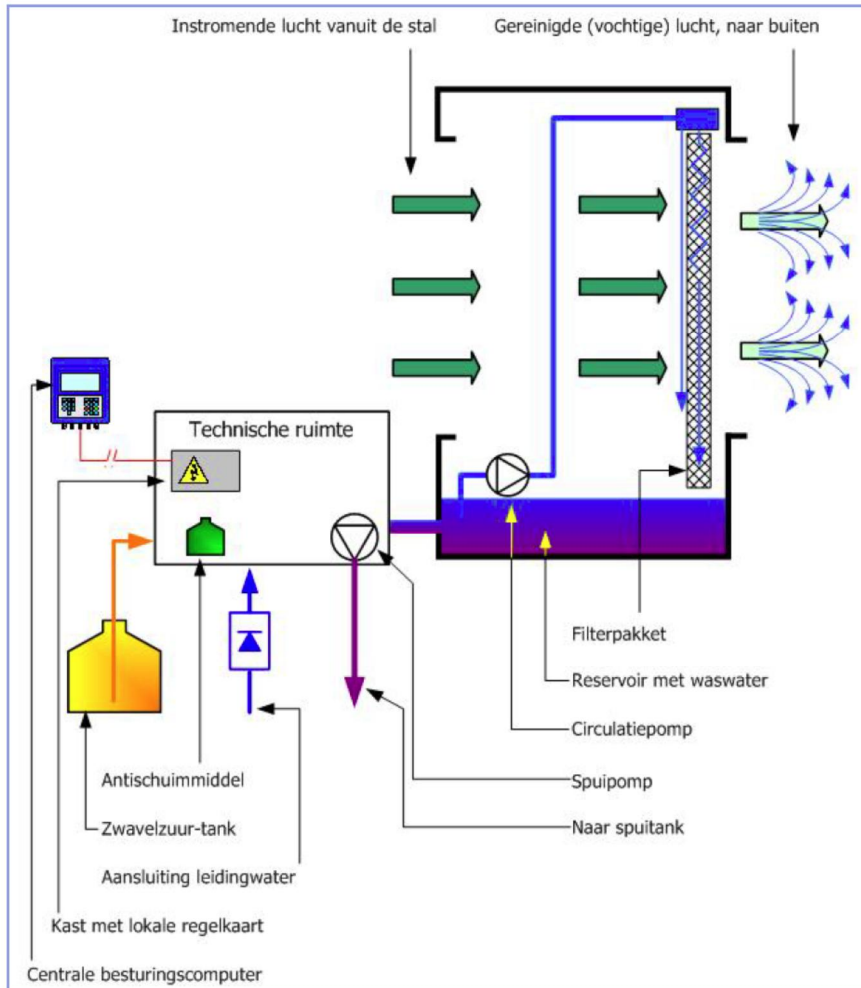 Instromende lucht vanuit de stal
Gereinigde (vochtige) lucht, naar buiten
Technische ruimte
Filterpakket
Reservoir met waswater
Circulatiepomp
Antischuimmiddel
Spuipomp
Zwavelzuur-tank
Naar spuitank
Aansluiting leidingwater
Kast met lokale regelkaart
Centrale besturingscomputer